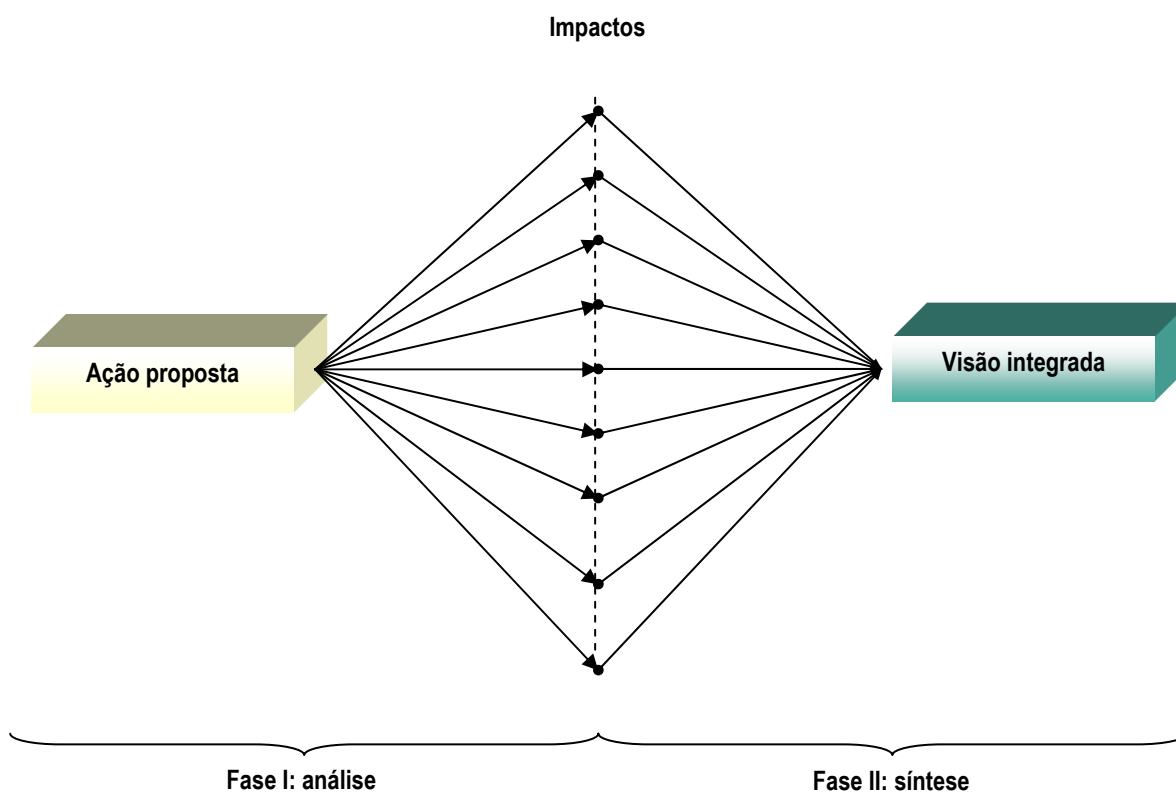 Impactos
Ação proposta
Visão integrada
Fase I: análise
Fase II: síntese